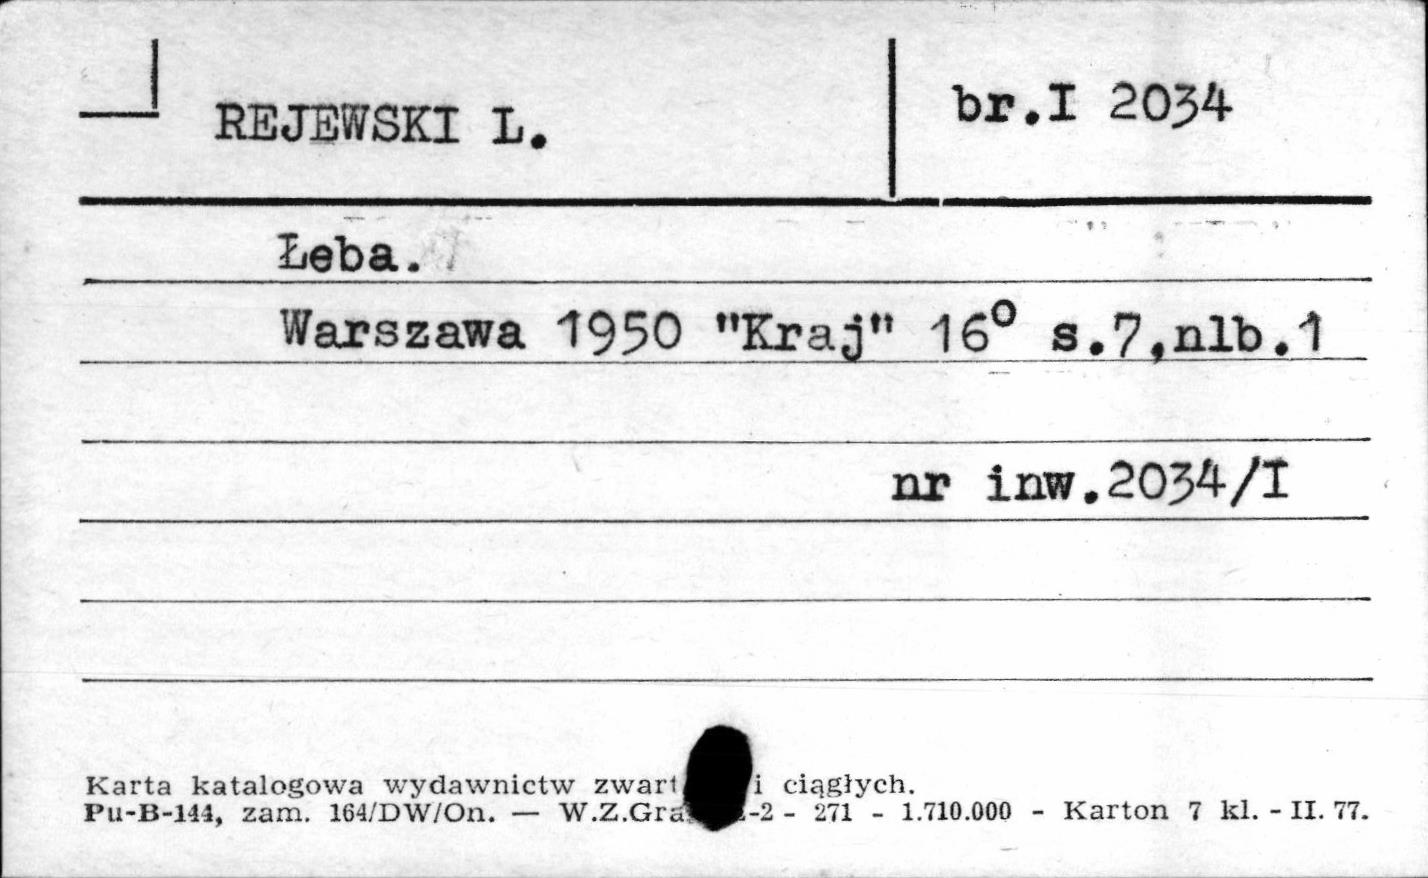 REJEWSKI L.
br.I 2034
Łeba.
Warszawa 1950 "Kraj" 16° s.7,nlb.1
nr inw.2034/I
Karta katalogowa wydawnictw i ciągłych.
Pu-B-144, zam. 164/DW/On. — W.Z.Gra -2 - 271 - 1.710.000 - Karton 7 kl. - II. 77.